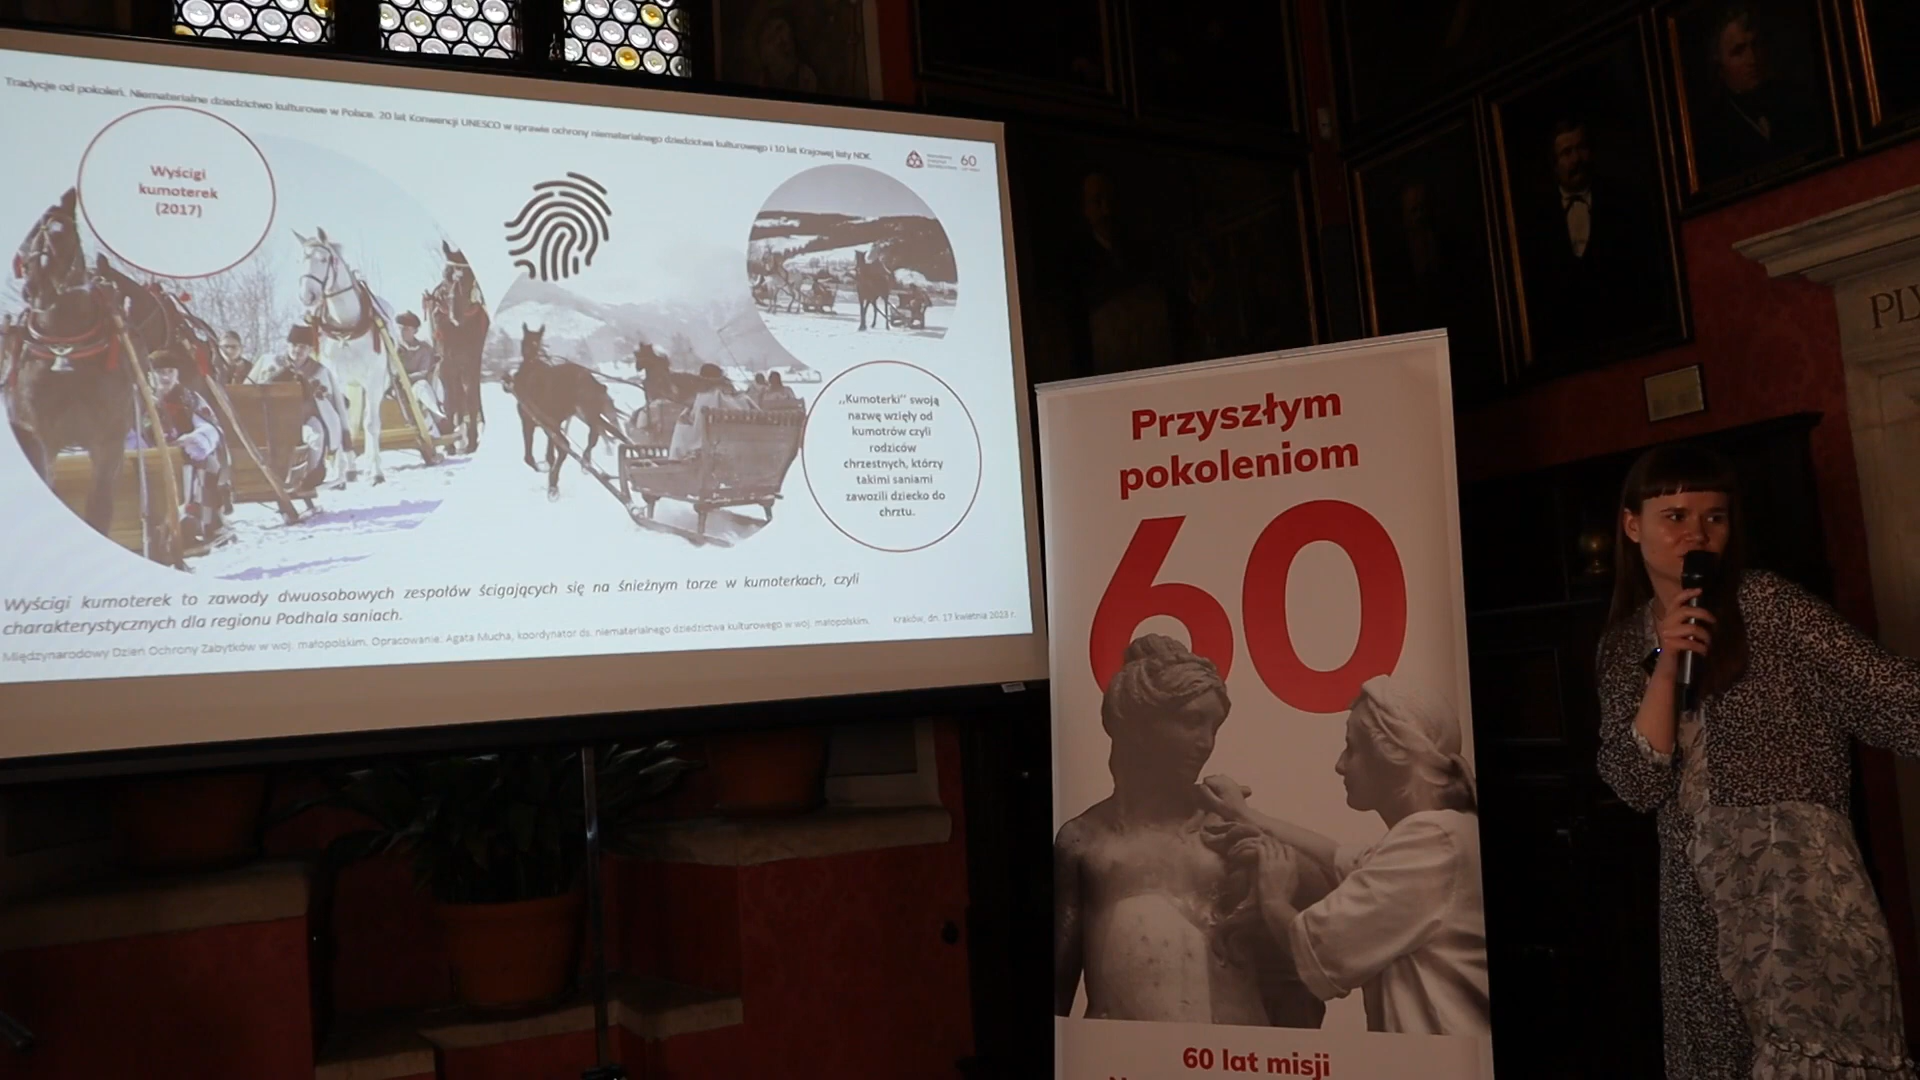 Tradycje od pokoleń. Niematerialne dziedzictwo kulturowe w Polsce. 20 lat Konwencji UNESCO w sprawie ochrony niematerialnego dziedzictwa kulturowego i 10 lat Krajowej listy NDK.
60
Wyścigi
kumoterek
(2017)
„Kumoterki” swoją
nazwę wzięły od
kumotrów czyli
rodziców
chrzestnych, którzy
takimi saniami
zawozili dziecko do
chrztu.
Wyścigi kumoterek to zawody dwuosobowych zespołów ścigających się na śnieżnym torze w kumoterkach, czyli
charakterystycznych dla regionu Podhala saniach.
Międzynarodowy Dzień Ochrony Zabytków w woj. małopolskim. Opracowanie: Agata Mucha, koordynator ds. niematerialnego dziedzictwa kulturowego w woj. małopolskim.
Kraków, dn. 17 kwietnia 2023 r.
Przyszłym
pokoleniom
60
60 lat misji
PLV